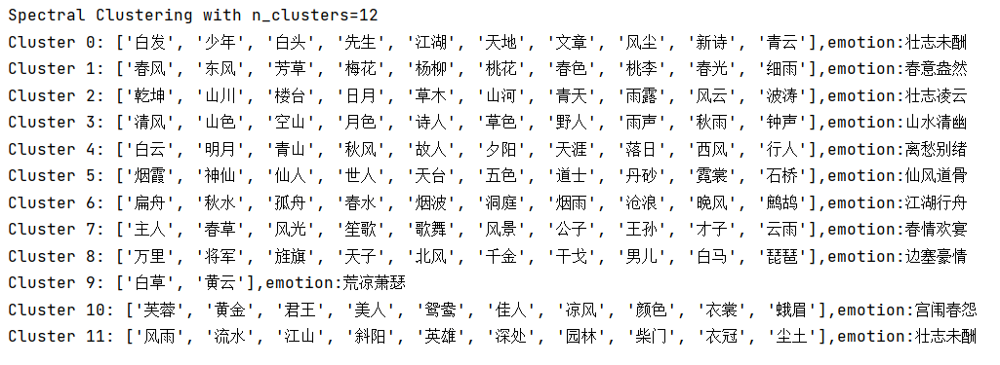 Spectral Clustering with n_clusters=12
Cluster 0: ['白发', '少年', '白头', '先生', '江湖', '天地', '文章', '风尘', '新诗', '青云'],emotion:壮志未酬
Cluster 1: ['春风', '东风', '芳草', '梅花', '杨柳', '桃花', '春色', '桃李', '春光', '细雨'],emotion:春意盎然
Cluster 2: ['乾坤', '山川', '楼台', '日月', '草木', '山河', '青天', '雨露', '风云', '波涛'],emotion:壮志凌云
Cluster 3: ['清风', '山色', '空山', '月色', '诗人', '草色', '野人', '雨声', '秋雨', '钟声'],emotion:山水清幽
Cluster 4: ['白云', '明月', '青山', '秋风', '故人', '夕阳', '天涯', '落日', '西风', '行人'],emotion:离愁别绪
Cluster 5: ['烟霞', '神仙', '仙人', '世人', '天台', '五色', '道士', '丹砂', '霓裳', '石桥'],emotion:仙风道骨
Cluster 6: ['扁舟', '秋水', '孤舟', '春水', '烟波', '洞庭', '烟雨', '沧浪', '晚风', '鹧鸪'],emotion:江湖行舟
Cluster 7: ['主人', '春草', '风光', '笙歌', '歌舞', '风景', '公子', '王孙', '才子', '云雨'],emotion:春情欢宴
Cluster 8: ['万里', '将军', '旌旗', '天子', '北风', '千金', '干戈', '男儿', '白马', '琵琶'],emotion:边塞豪情
Cluster 9: ['白草', '黄云'],emotion:荒凉萧瑟
Cluster 10: ['芙蓉', '黄金', '君王', '美人', '鸳鸯', '佳人', '凉风', '颜色', '衣裳', '蛾眉'],emotion:宫闱春怨
Cluster 11: ['风雨', '流水', '江山', '斜阳', '英雄', '深处', '园林', '柴门', '衣冠', '尘土'],emotion:壮志未酬